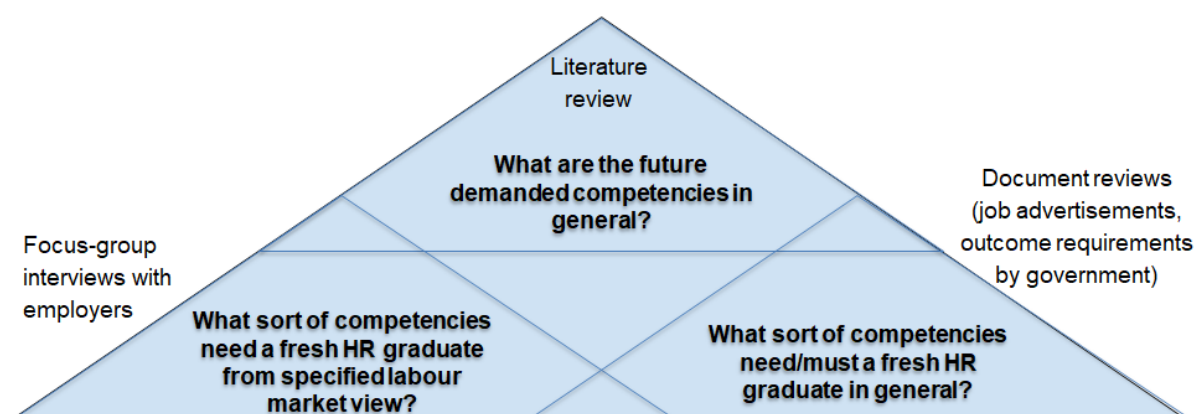 Literature
review
What are the future
demanded competencies in
general?
Document reviews
(job advertisements,
outcome requirements
by government)
Focus-group
interviews with
employers
What sort of competencies
need a fresh HR graduate
from specified labour
market view?
What sort of competencies
need/must a fresh HR
graduate in general?